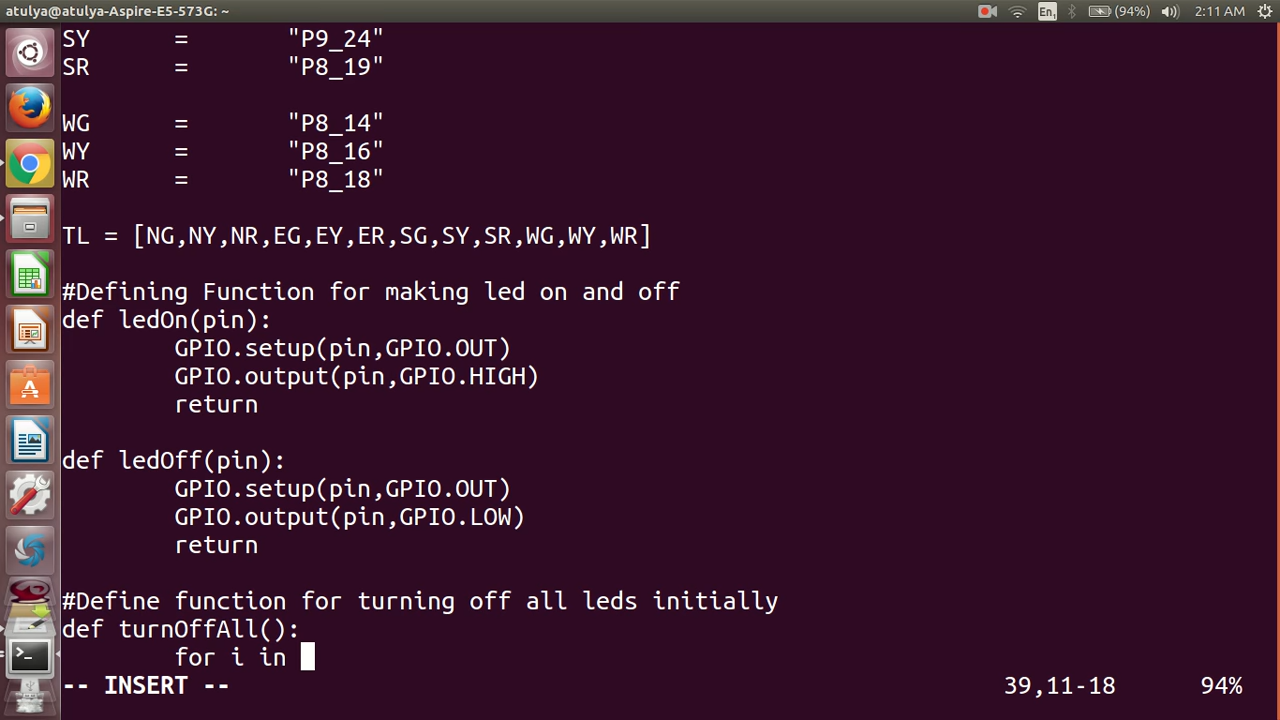 atulya@atulya-Aspire-E5-573G: ~
En1
(94%)
2:11 AM
SY = "P9_24"
SR = "P8_19"
WG = "P8_14"
WY = "P8_16"
WR = "P8_18"
TL = [NG,NY,NR,EG,EY,ER,SG,SY,SR,WG,WY,WR]
#Defining Function for making led on and off
def ledOn(pin):
GPIO.setup(pin,GPIO.OUT)
GPIO.output(pin,GPIO.HIGH)
return
def ledOff(pin):
GPIO.setup(pin,GPIO.OUT)
GPIO.output(pin,GPIO.LOW)
return
#Define function for turning off all leds initially
def turnOffAll():
for i in
-- INSERT -- 39,11-18 94%